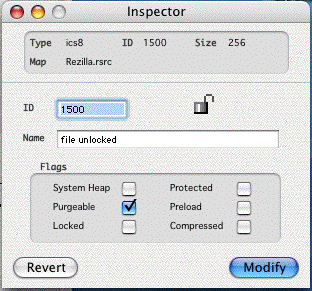 Inspector
Type ics8 ID 1500 Size 256
Map Rezilla.rsrc
ID 1500
Name file unlocked
Flags
System Heap Protected
Purgeable Preload
Locked Compressed
Revert Modify